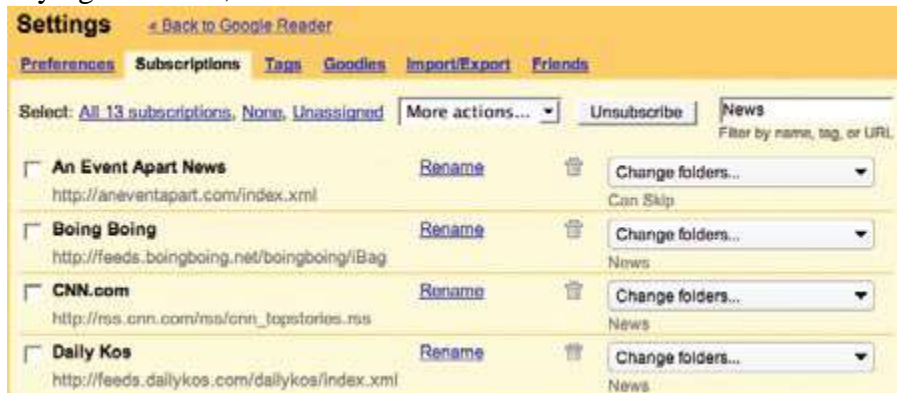 Settings « Back to Google Reader
Preferences Subscriptions Tags Goodies Import/Export Friends
Select: All 13 subscriptions, None, Unassigned More actions... Unsubscribe News
Filter by name, tag, or URL
An Event Apart News Rename Change folders...
http://aneventapart.com/index.xml Can Skip
Boing Boing Rename Change folders...
http://feeds.boingboing.net/boingboing/iBag News
CNN.com Rename Change folders...
http://rss.cnn.com/rss/cnn_topstories.rss News
Daily Kos Rename Change folders...
http://feeds.dailykos.com/dailykos/index.xml News